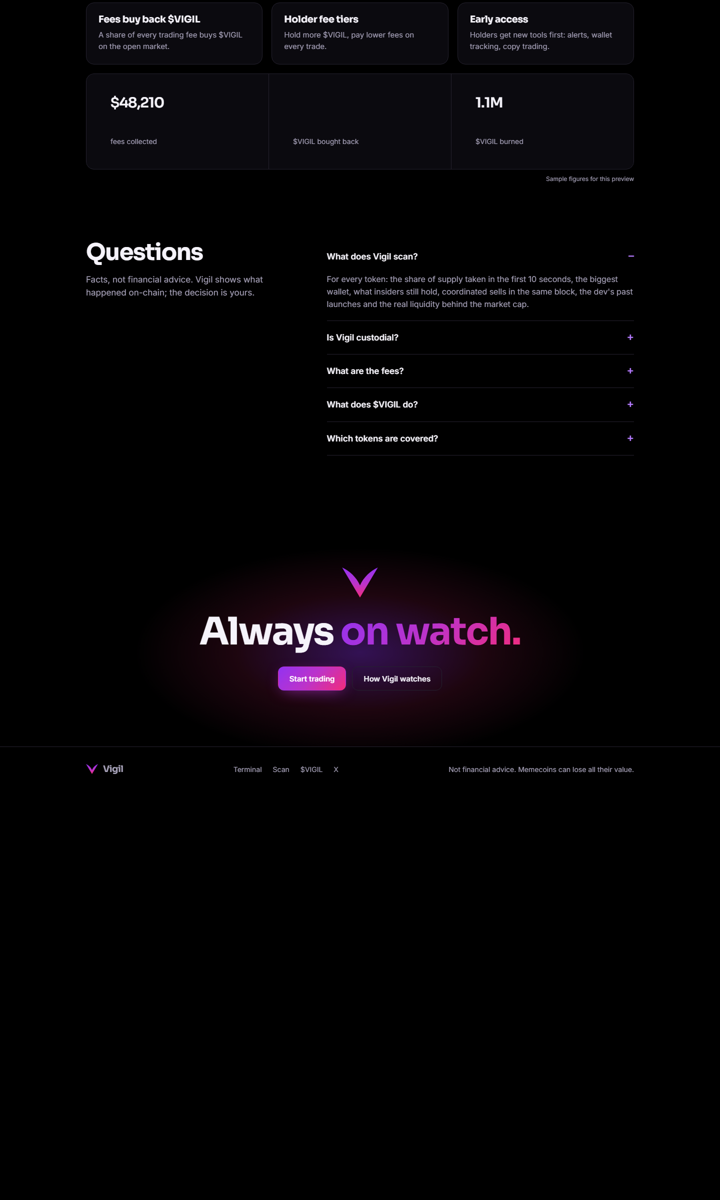 Fees buy back $VIGIL
A share of every trading fee buys $VIGIL
on the open market.
Holder fee tiers
Hold more $VIGIL, pay lower fees on
every trade.
Early access
Holders get new tools first: alerts, wallet
tracking, copy trading.
$48,210
fees collected
$VIGIL bought back
1.1M
$VIGIL burned
Sample figures for this preview
Questions
Facts, not financial advice. Vigil shows what
happened on-chain; the decision is yours.
What does Vigil scan?
For every token: the share of supply taken in the first 10 seconds, the biggest
wallet, what insiders still hold, coordinated sells in the same block, the dev's past
launches and the real liquidity behind the market cap.
Is Vigil custodial?
What are the fees?
What does $VIGIL do?
Which tokens are covered?
Always on watch.
Start trading
How Vigil watches
Vigil
Terminal Scan $VIGIL X
Not financial advice. Memecoins can lose all their value.